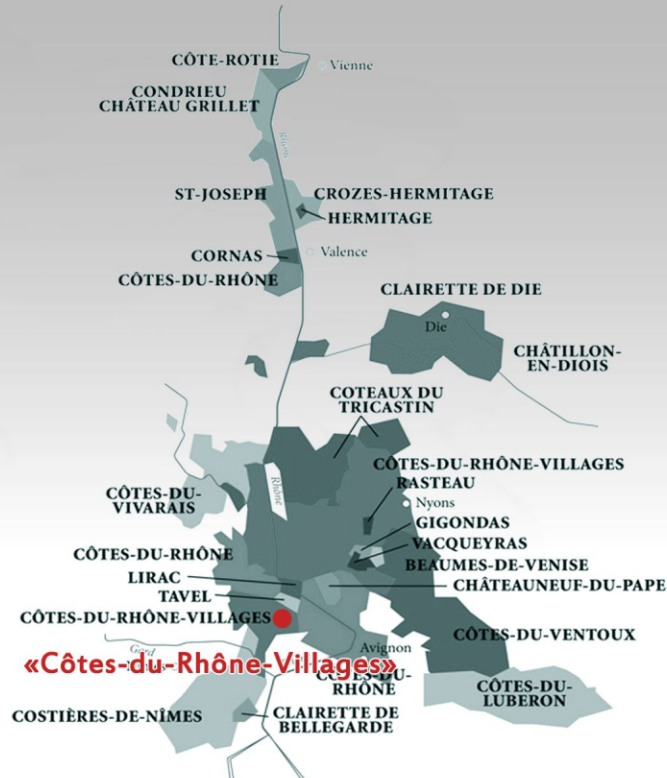 CÔTE-ROTIE
Vienne
CONDRIEU
CHÂTEAU GRILLET
ST-JOSEPH
CROZES-HERMITAGE
HERMITAGE
CORNAS
Valence
CÔTES-DU-RHÔNE
CLAIRETTE DE DIE
Die
CHÂTILLON-
EN-DIOIS
COTEAUX DU
TRICASTIN
CÔTES-DU-RHÔNE-VILLAGES
RASTEAU
Rhône
CÔTES-DU-
VIVARAIS
Nyons
GIGONDAS
VACQUEYRAS
CÔTES-DU-RHÔNE
BEAUMES-DE-VENISE
LIRAC
CHÂTEAUNEUF-DU-PAPE
TAVEL
CÔTES-DU-RHÔNE-VILLAGES
CÔTES-DU-VENTOUX
Gard
Avignon
«Côtes-du-Rhône-Villages»
CÔTES-DU-
RHÔNE
CÔTES-DU-
LUBERON
COSTIÈRES-DE-NÎMES
CLAIRETTE DE
BELLEGARDE